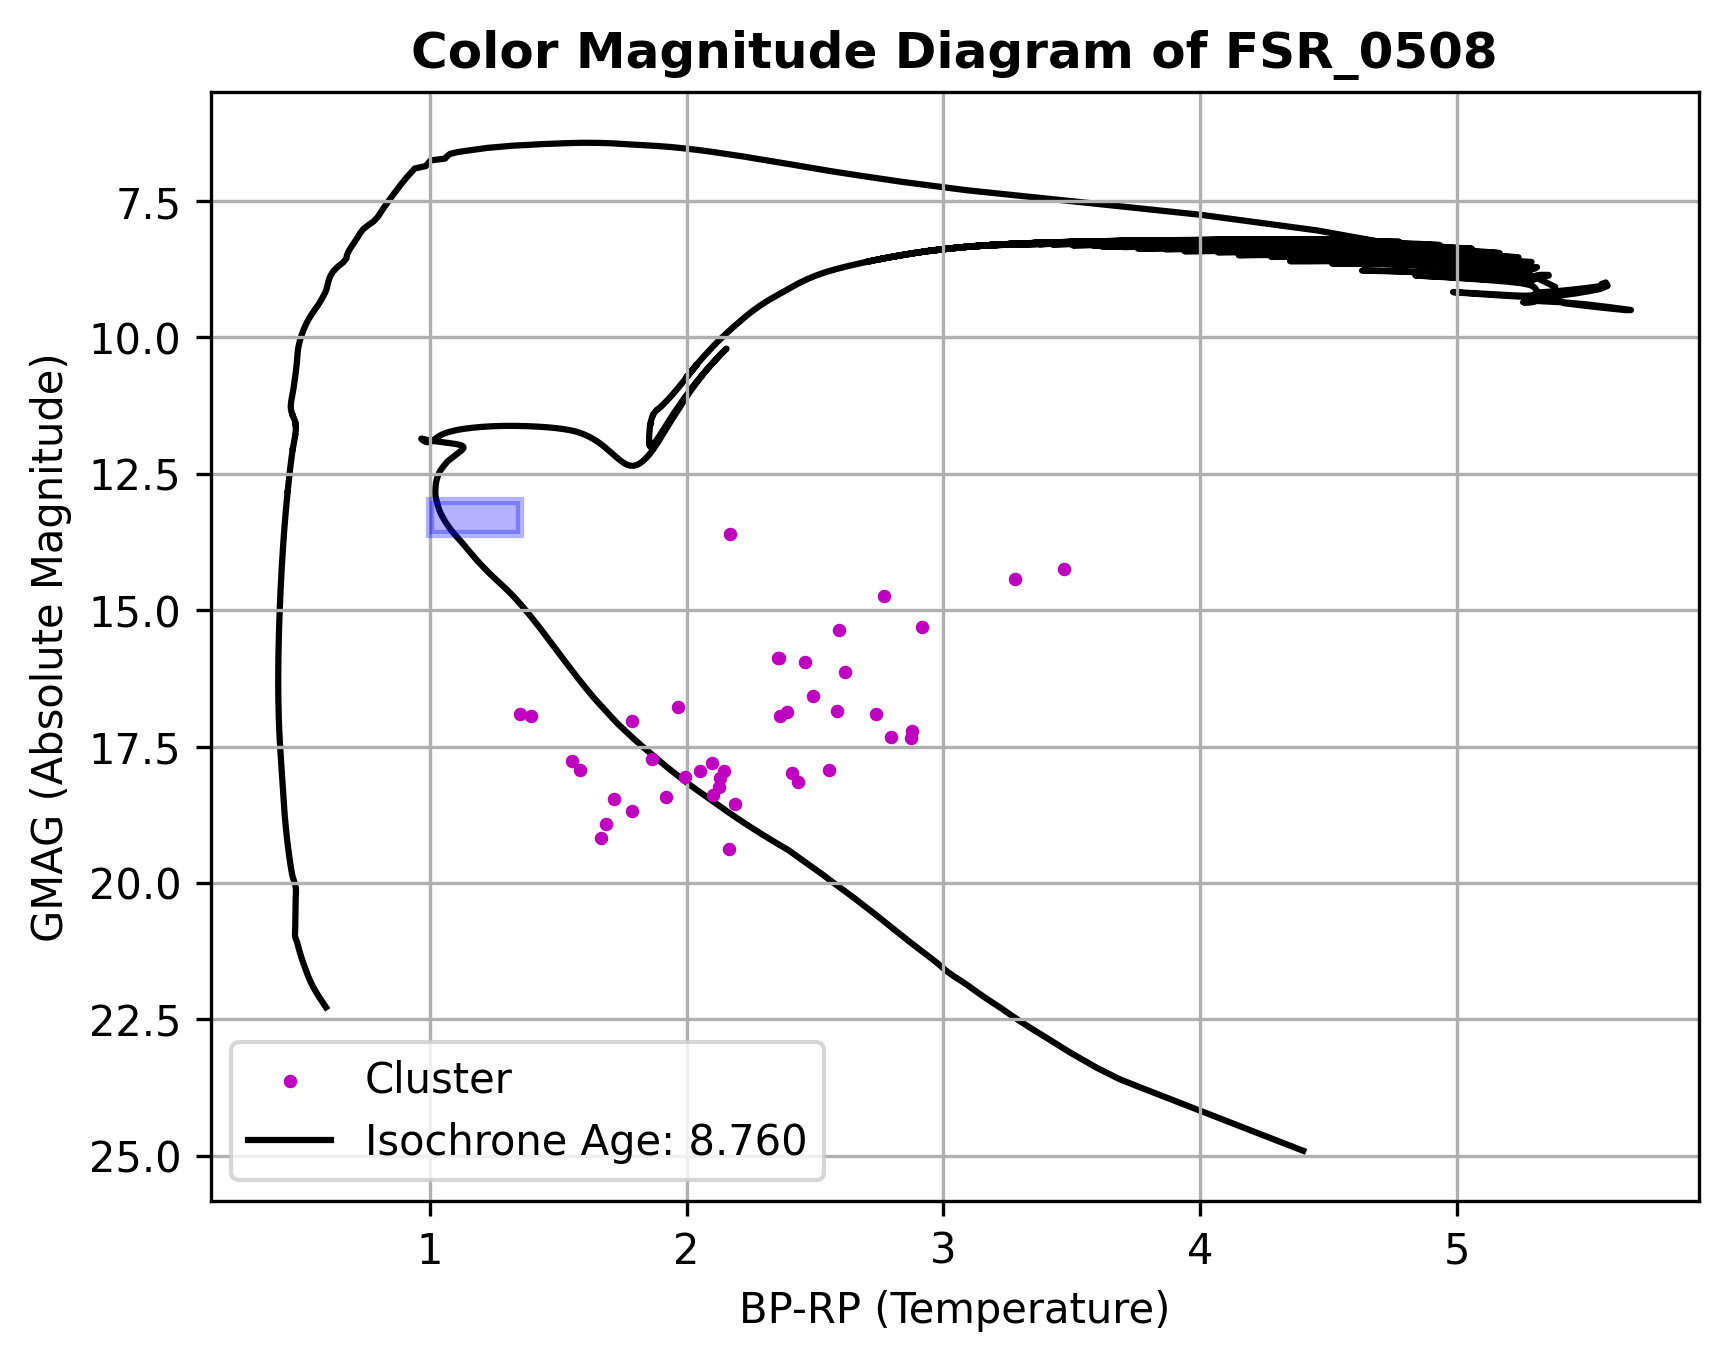 Color Magnitude Diagram of FSR_0508
GMAG (Absolute Magnitude)
7.5
10.0
12.5
15.0
17.5
20.0
22.5
25.0
Cluster
Isochrone Age: 8.760
1 2 3 4 5
BP-RP (Temperature)